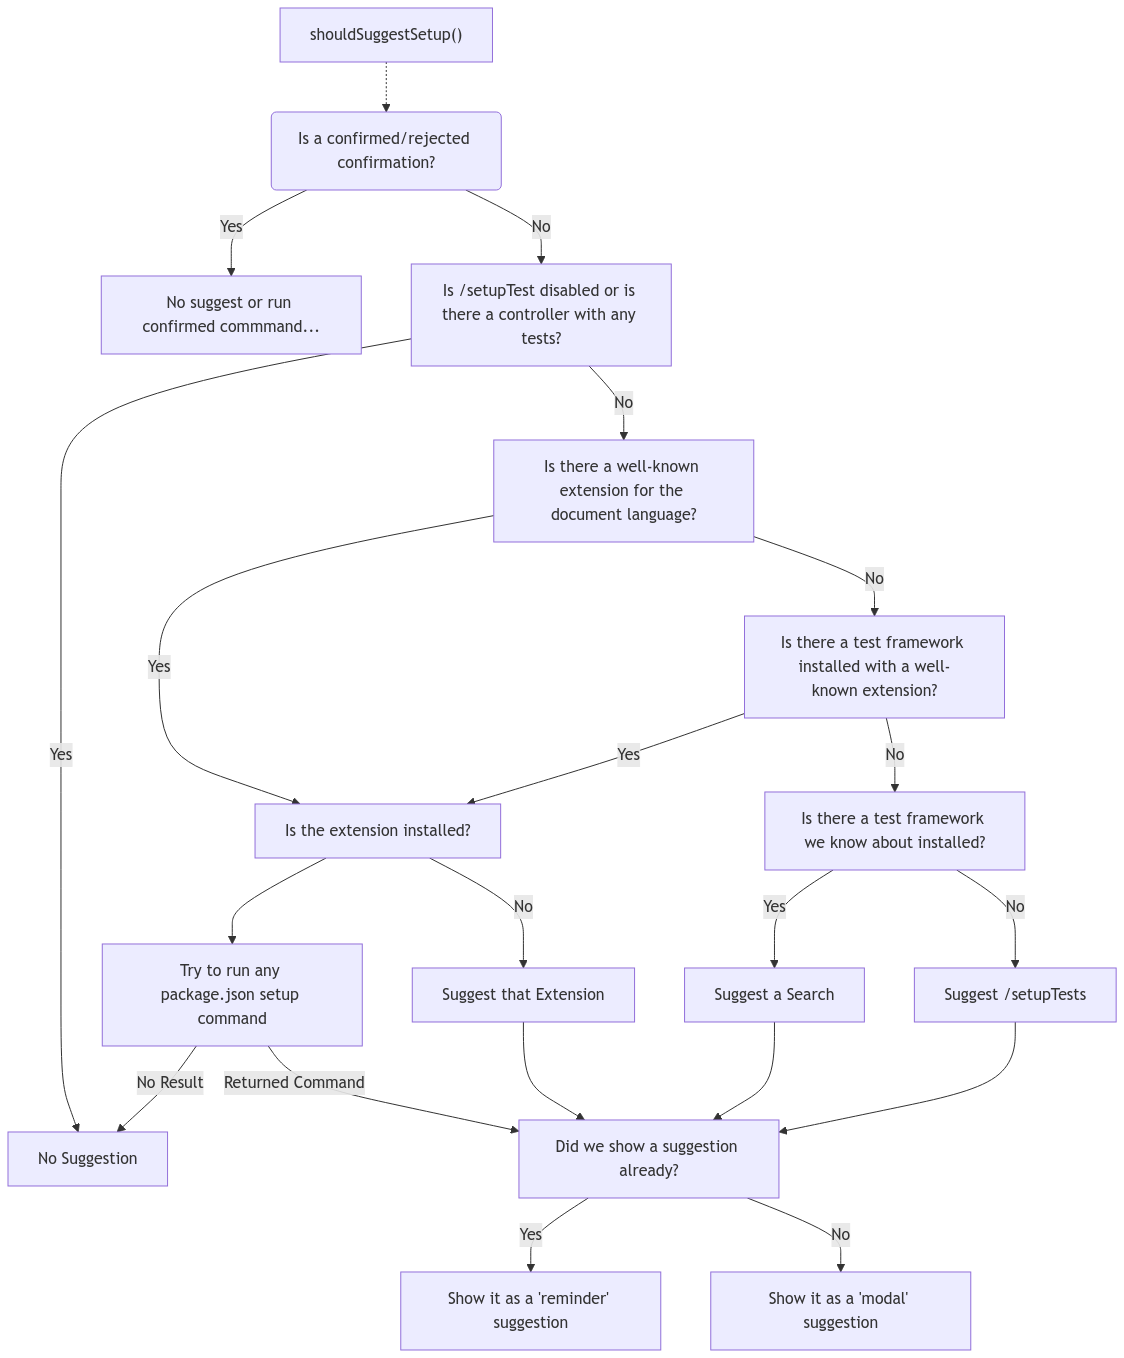 shouldSuggestSetup()
Is a confirmed/rejected
confirmation?
Yes
No
No suggest or run
confirmed commmand...
Is /setupTest disabled or is
there a controller with any
tests?
No
Is there a well-known
extension for the
document language?
No
Yes
Is there a test framework
installed with a well-
known extension?
Yes
Yes
No
Is the extension installed?
Is there a test framework
we know about installed?
No
Yes
No
Try to run any
package.json setup
command
Suggest that Extension
Suggest a Search
Suggest /setupTests
No Result
Returned Command
No Suggestion
Did we show a suggestion
already?
Yes
No
Show it as a 'reminder'
suggestion
Show it as a 'modal'
suggestion